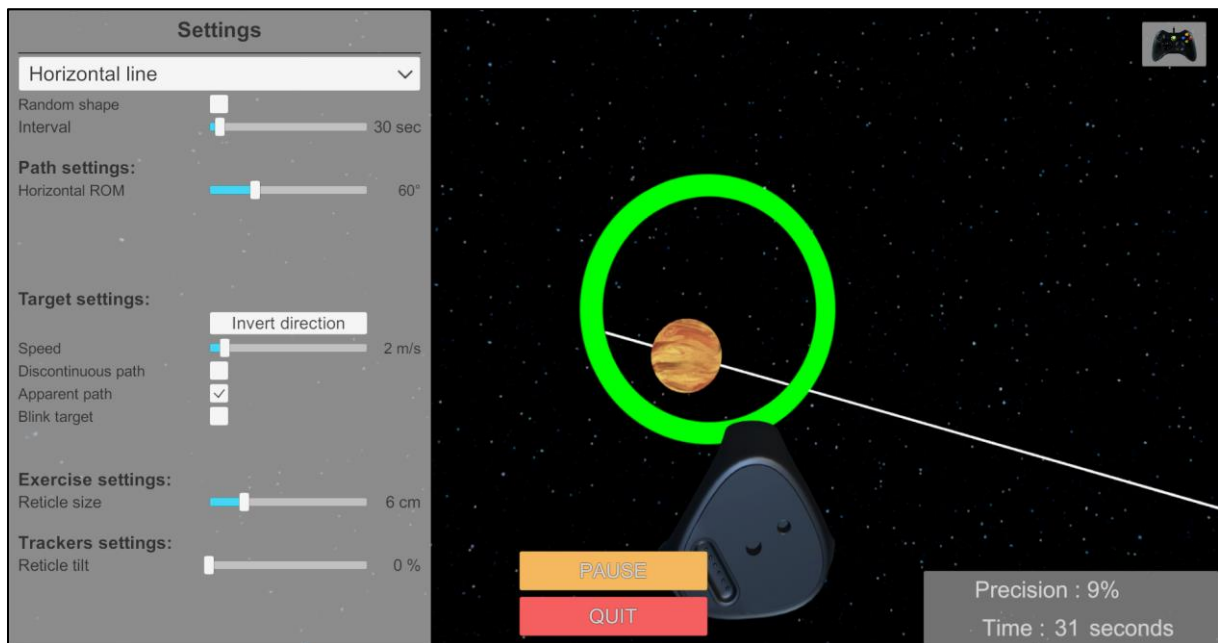 Settings
Horizontal line
Random shape
Interval 30 sec
Path settings:
Horizontal ROM 60°
Target settings:
Invert direction
Speed 2 m/s
Discontinuous path
Apparent path
Blink target
Exercise settings:
Reticle size 6 cm
Trackers settings:
Reticle tilt 0 %
PAUSE
QUIT
Precision : 9%
Time : 31 seconds